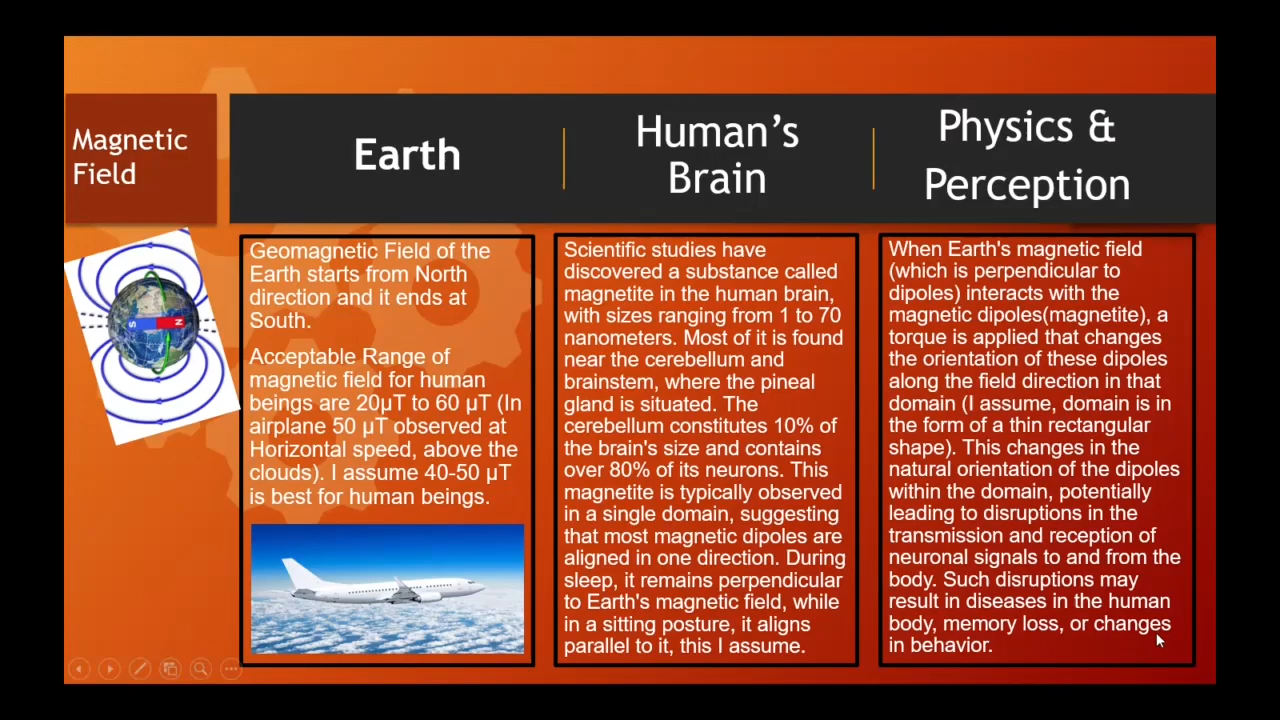 Magnetic
Field
Earth
Human's
Brain
Physics &
Perception
S
N
Geomagnetic Field of the
Earth starts from North
direction and it ends at
South.
Acceptable Range of
magnetic field for human
beings are 20µT to 60 µT (In
airplane 50 µT observed at
Horizontal speed, above the
clouds). I assume 40-50 µT
is best for human beings.
Scientific studies have
discovered a substance called
magnetite in the human brain,
with sizes ranging from 1 to 70
nanometers. Most of it is found
near the cerebellum and
brainstem, where the pineal
gland is situated. The
cerebellum constitutes 10% of
the brain's size and contains
over 80% of its neurons. This
magnetite is typically observed
in a single domain, suggesting
that most magnetic dipoles are
aligned in one direction. During
sleep, it remains perpendicular
to Earth's magnetic field, while
in a sitting posture, it aligns
parallel to it, this I assume.
When Earth's magnetic field
(which is perpendicular to
dipoles) interacts with the
magnetic dipoles(magnetite), a
torque is applied that changes
the orientation of these dipoles
along the field direction in that
domain (I assume, domain is in
the form of a thin rectangular
shape). This changes in the
natural orientation of the dipoles
within the domain, potentially
leading to disruptions in the
transmission and reception of
neuronal signals to and from the
body. Such disruptions may
result in diseases in the human
body, memory loss, or changes
in behavior.